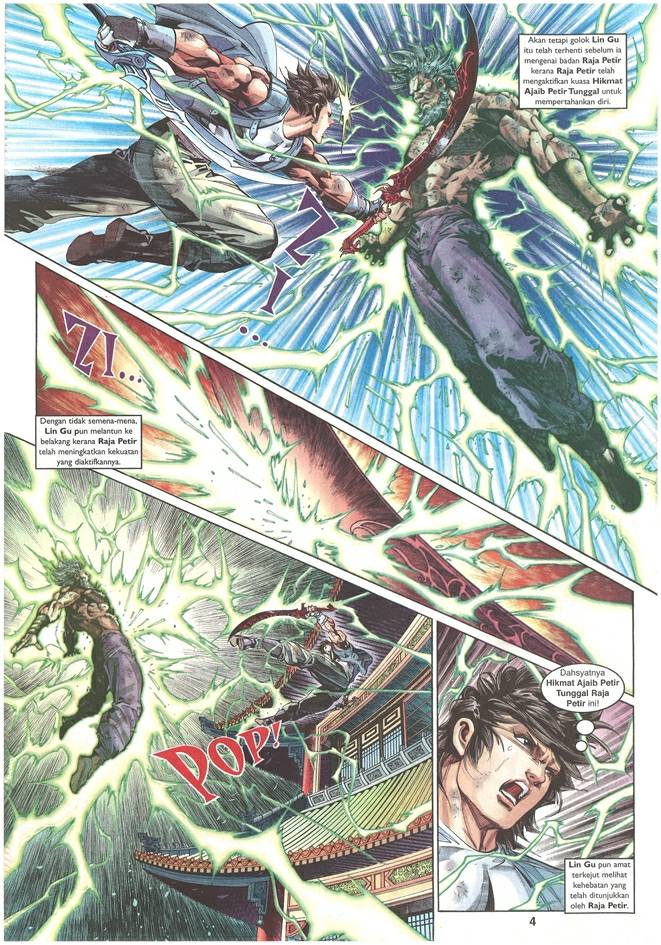 Akan tetapi golok Lin Gu
itu telah terhenti sebelum ia
mengenai badan Raja Petir
kerana Raja Petir telah
mengaktifkan kuasa Hikmat
Ajaib Petir Tunggal untuk
mempertahankan diri.
ZI...
ZI...
Dengan tidak semena-mena,
Lin Gu pun melantun ke
belakang kerana Raja Petir
telah meningkatkan kekuatan
yang diaktifkannya.
POP!
Dahsyatnya
Hikmat Ajaib Petir
Tunggal Raja
Petir ini!
Lin Gu pun amat
terkejut melihat
kehebatan yang
telah ditunjukkan
oleh Raja Petir.
4